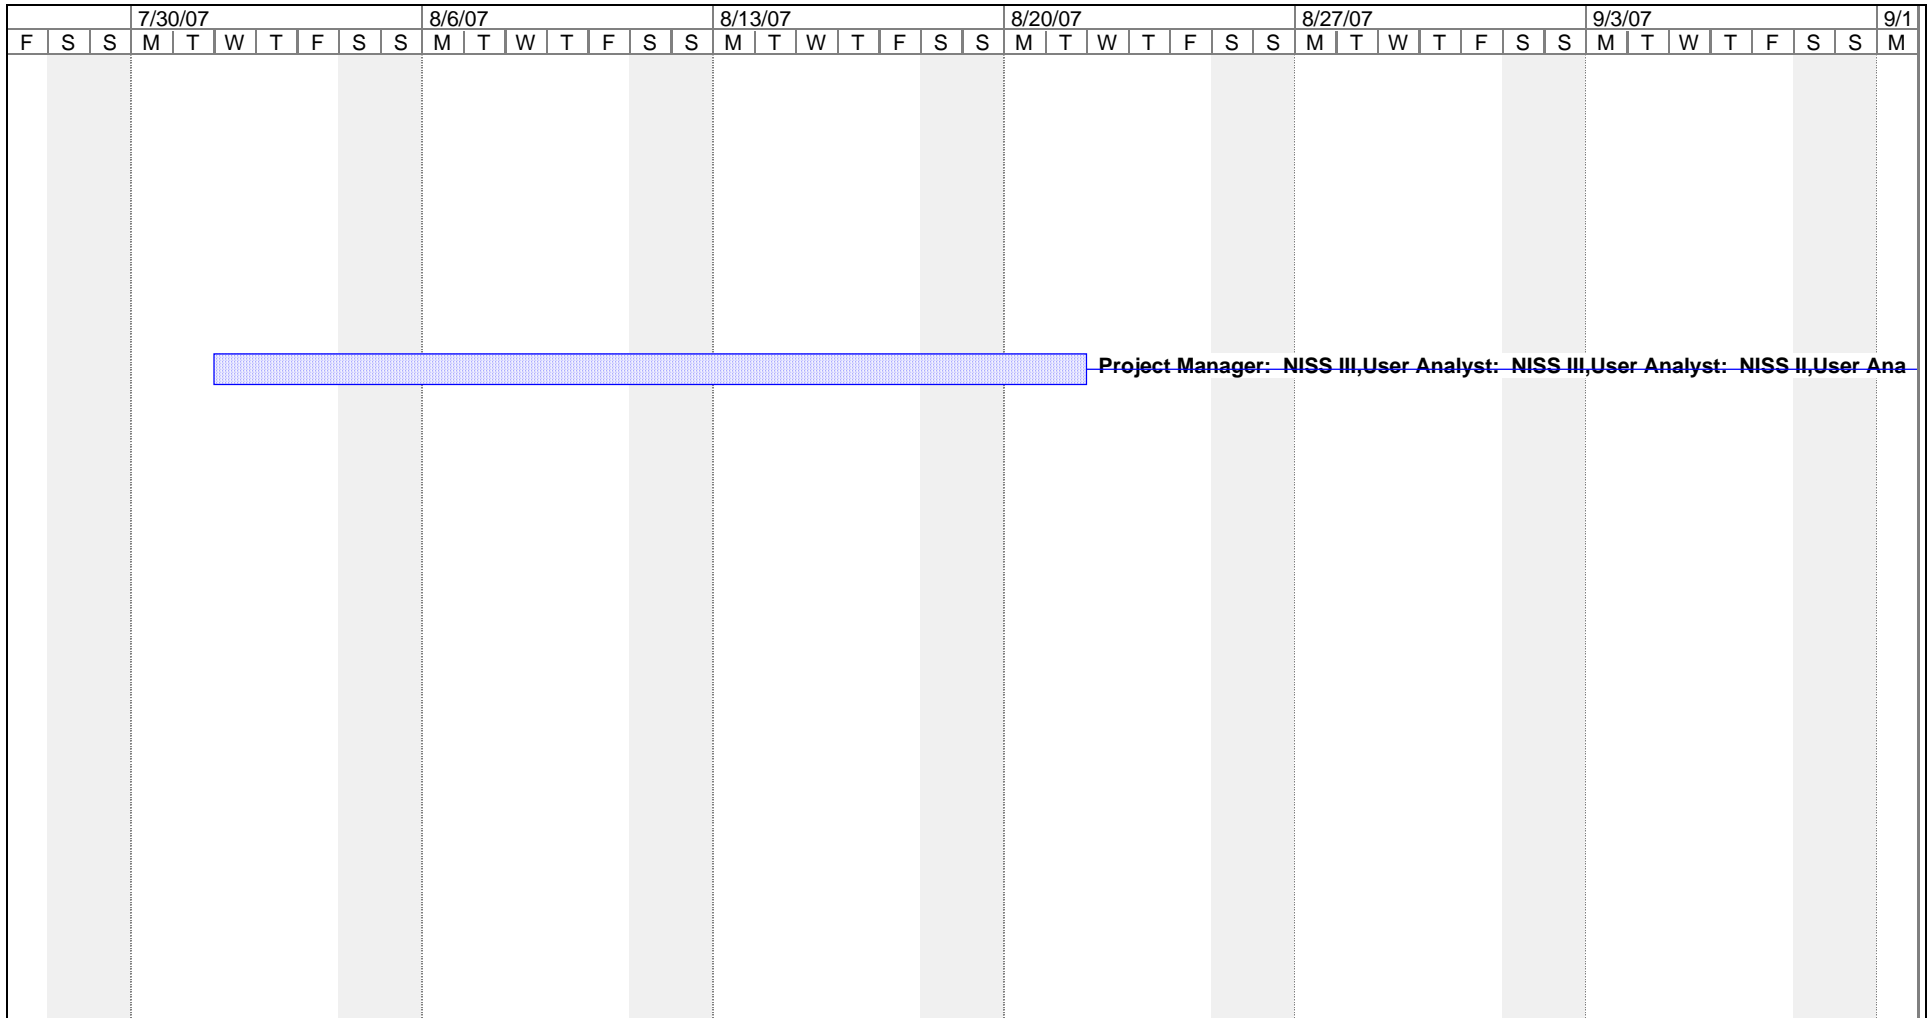 7/30/07 8/6/07 8/13/07 8/20/07 8/27/07 9/3/07 9/1
F S S M T W T F S S M T W T F S S M T W T F S S M T W T F S S M T W T F S S M T W T F S S M
Project Manager:  NISS III,User Analyst:  NISS III,User Analyst:  NISS II,User Ana